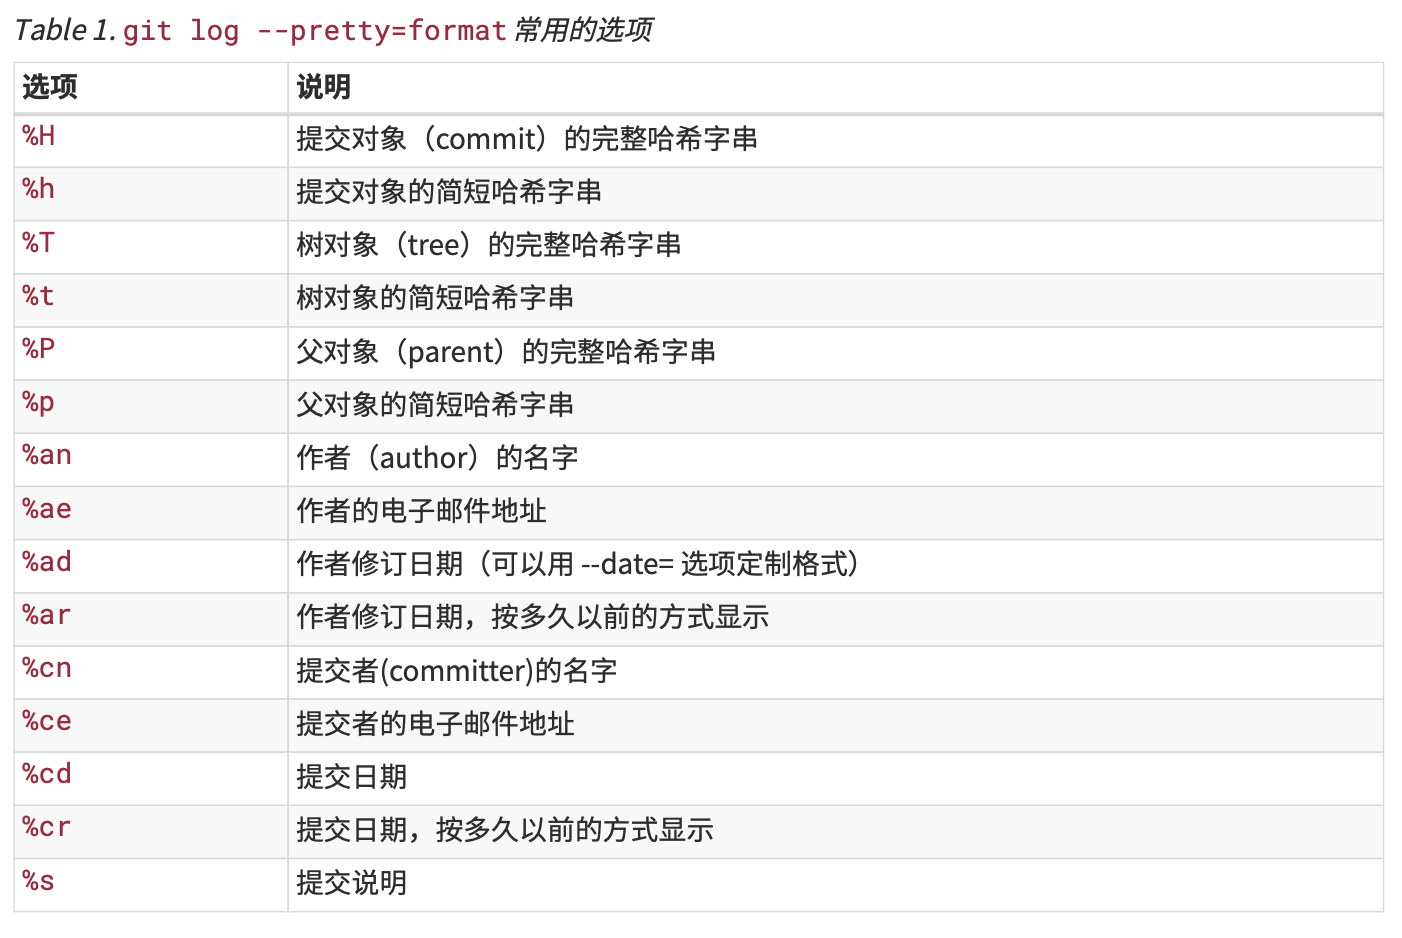 Table 1. git log --pretty=format 常用的选项
选项 说明
%H 提交对象（commit）的完整哈希字串
%h 提交对象的简短哈希字串
%T 树对象（tree）的完整哈希字串
%t 树对象的简短哈希字串
%P 父对象（parent）的完整哈希字串
%p 父对象的简短哈希字串
%an 作者（author）的名字
%ae 作者的电子邮件地址
%ad 作者修订日期（可以用 --date= 选项定制格式）
%ar 作者修订日期，按多久以前的方式显示
%cn 提交者(committer)的名字
%ce 提交者的电子邮件地址
%cd 提交日期
%cr 提交日期，按多久以前的方式显示
%s 提交说明